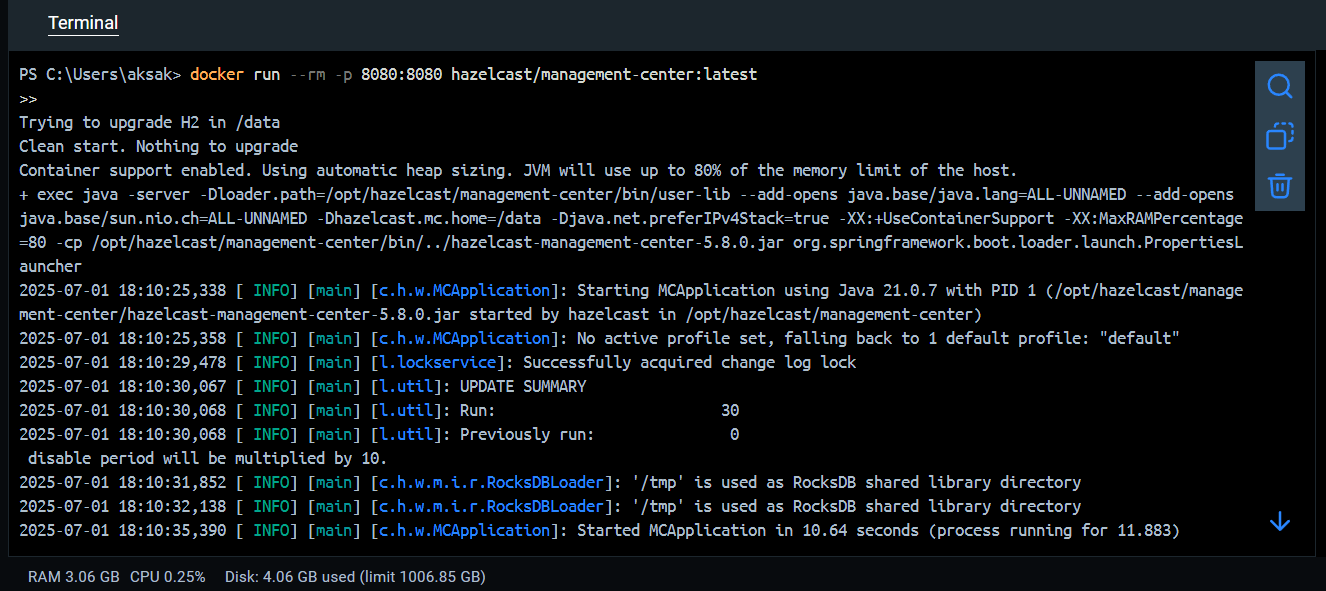 Terminal
PS C:\Users\aksak> docker run --rm -p 8080:8080 hazelcast/management-center:latest
>>
Trying to upgrade H2 in /data
Clean start. Nothing to upgrade
Container support enabled. Using automatic heap sizing. JVM will use up to 80% of the memory limit of the host.
+ exec java -server -Dloader.path=/opt/hazelcast/management-center/bin/user-lib --add-opens java.base/java.lang=ALL-UNNAMED --add-opens
java.base/sun.nio.ch=ALL-UNNAMED -Dhazelcast.mc.home=/data -Djava.net.preferIPv4Stack=true -XX:+UseContainerSupport -XX:MaxRAMPercentage
=80 -cp /opt/hazelcast/management-center/bin/../hazelcast-management-center-5.8.0.jar org.springframework.boot.loader.launch.PropertiesL
auncher
2025-07-01 18:10:25,338 [ INFO] [main] [c.h.w.MCApplication]: Starting MCApplication using Java 21.0.7 with PID 1 (/opt/hazelcast/manage
ment-center/hazelcast-management-center-5.8.0.jar started by hazelcast in /opt/hazelcast/management-center)
2025-07-01 18:10:25,358 [ INFO] [main] [c.h.w.MCApplication]: No active profile set, falling back to 1 default profile: "default"
2025-07-01 18:10:29,478 [ INFO] [main] [l.lockservice]: Successfully acquired change log lock
2025-07-01 18:10:30,067 [ INFO] [main] [l.util]: UPDATE SUMMARY
2025-07-01 18:10:30,068 [ INFO] [main] [l.util]: Run:                         30
2025-07-01 18:10:30,068 [ INFO] [main] [l.util]: Previously run:               0
 disable period will be multiplied by 10.
2025-07-01 18:10:31,852 [ INFO] [main] [c.h.w.m.i.r.RocksDBLoader]: '/tmp' is used as RocksDB shared library directory
2025-07-01 18:10:32,138 [ INFO] [main] [c.h.w.m.i.r.RocksDBLoader]: '/tmp' is used as RocksDB shared library directory
2025-07-01 18:10:35,390 [ INFO] [main] [c.h.w.MCApplication]: Started MCApplication in 10.64 seconds (process running for 11.883)
RAM 3.06 GB CPU 0.25% Disk: 4.06 GB used (limit 1006.85 GB)